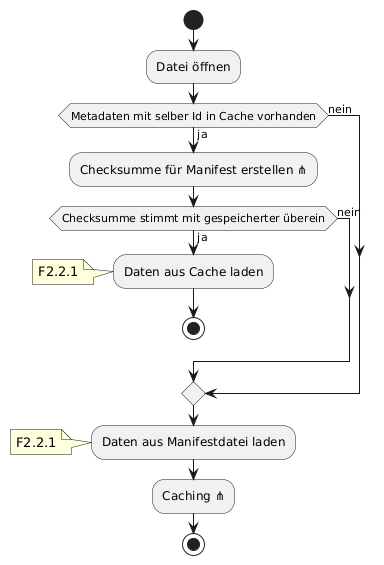 Datei öffnen
Metadaten mit selber Id in Cache vorhanden
nein
ja
Checksumme für Manifest erstellen ⋔
Checksumme stimmt mit gespeicherter überein
nein
ja
F2.2.1
Daten aus Cache laden
F2.2.1
Daten aus Manifestdatei laden
Caching ⋔